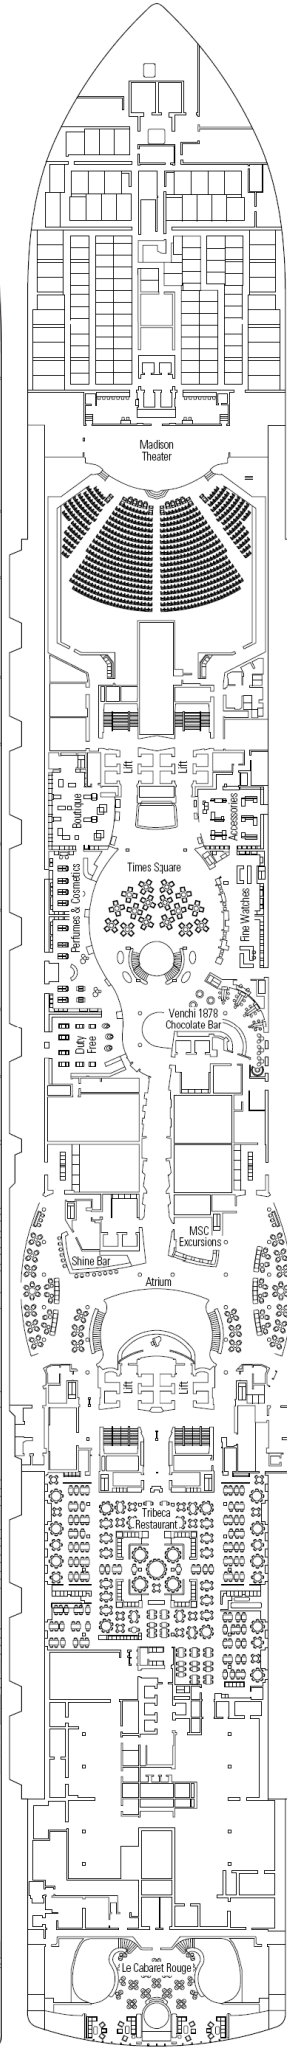 Madison
Theater
Lift
Lift
Boutique
Accessories
Times Square
Perfumes & Cosmetics
Fine Watches
Venchi 1878
Chocolate Bar
Duty
Free
MSC
Excursions
Shine Bar
Atrium
Lift
Lift
Tribeca
Restaurant
Le Cabaret Rouge